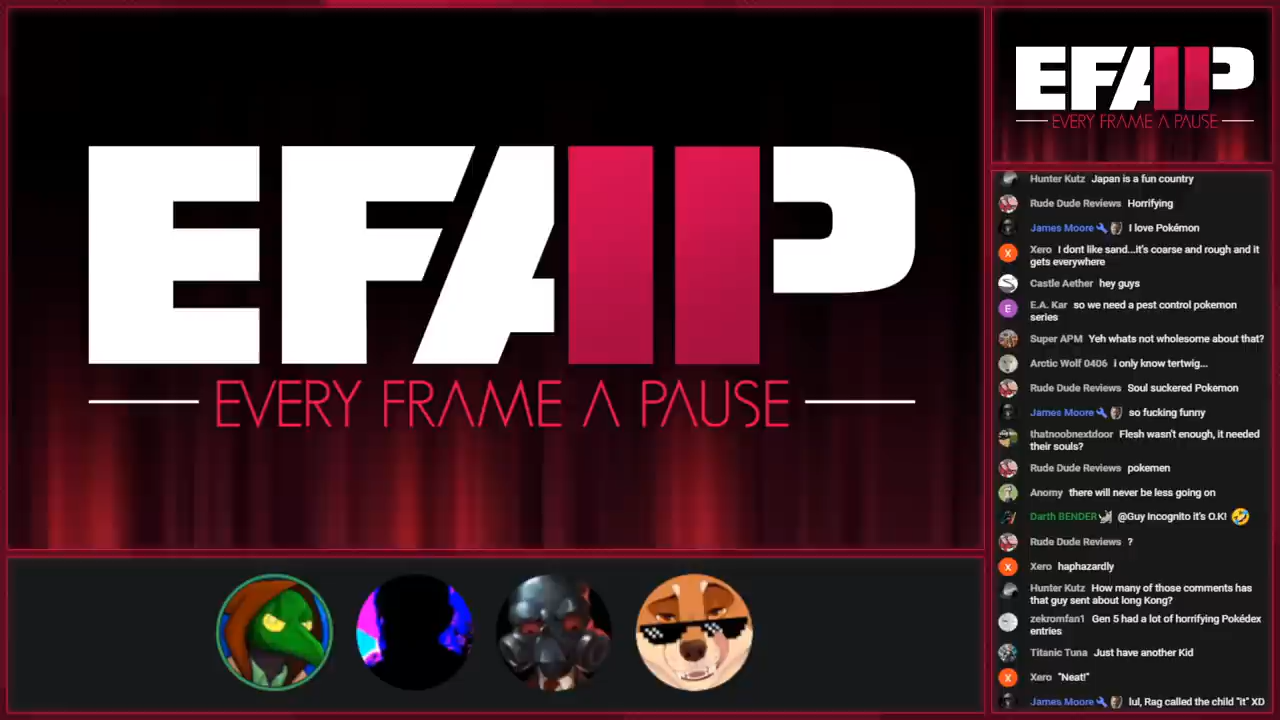 EFAP
EVERY FRAME A PAUSE
EFAP
EVERY FRAME A PAUSE
Hunter Kutz Japan is a fun country
Rude Dude Reviews Horrifying
James Moore I love Pokémon
X
Xero I dont like sand...it's coarse and rough and it
gets everywhere
Castle Aether hey guys
E
E.A. Kar so we need a pest control pokemon
series
Super APM Yeh whats not wholesome about that?
Arctic Wolf 0406 i only know tertwig...
Rude Dude Reviews Soul suckered Pokemon
James Moore so fucking funny
thatnoobnextdoor Flesh wasn't enough, it needed
their souls?
Rude Dude Reviews pokemen
Anomy there will never be less going on
Darth BENDER @Guy Incognito it's O.K! 🤣
Rude Dude Reviews ?
X
Xero haphazardly
Hunter Kutz How many of those comments has
that guy sent about long Kong?
zekromfan1 Gen 5 had a lot of horrifying Pokédex
entries
Titanic Tuna Just have another Kid
X
Xero "Neat!"
James Moore lul, Rag called the child "it" XD